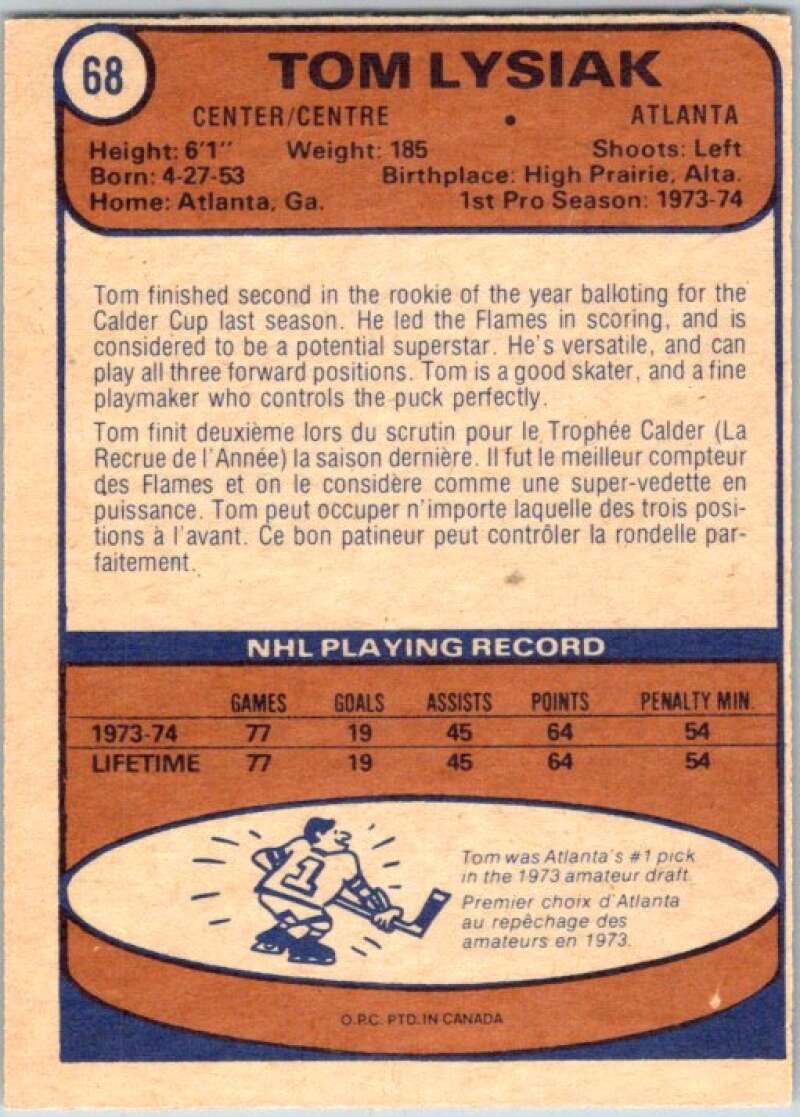 68
TOM LYSIAK
CENTER/CENTRE • ATLANTA
Height: 6'1" Weight: 185 Shoots: Left
Born: 4-27-53 Birthplace: High Prairie, Alta.
Home: Atlanta, Ga. 1st Pro Season: 1973-74
Tom finished second in the rookie of the year balloting for the
Calder Cup last season. He led the Flames in scoring, and is
considered to be a potential superstar. He's versatile, and can
play all three forward positions. Tom is a good skater, and a fine
playmaker who controls the puck perfectly.
Tom finit deuxième lors du scrutin pour le Trophée Calder (La
Recrue de l'Année) la saison dernière. Il fut le meilleur compteur
des Flames et on le considère comme une super-vedette en
puissance. Tom peut occuper n'importe laquelle des trois posi-
tions à l'avant. Ce bon patineur peut contrôler la rondelle par-
faitement.
NHL PLAYING RECORD
GAMES GOALS ASSISTS POINTS PENALTY MIN.
1973-74 77 19 45 64 54
LIFETIME 77 19 45 64 54
1
Tom was Atlanta's #1 pick
in the 1973 amateur draft.
Premier choix d'Atlanta
au repêchage des
amateurs en 1973.
O.P.C. PTD. IN CANADA